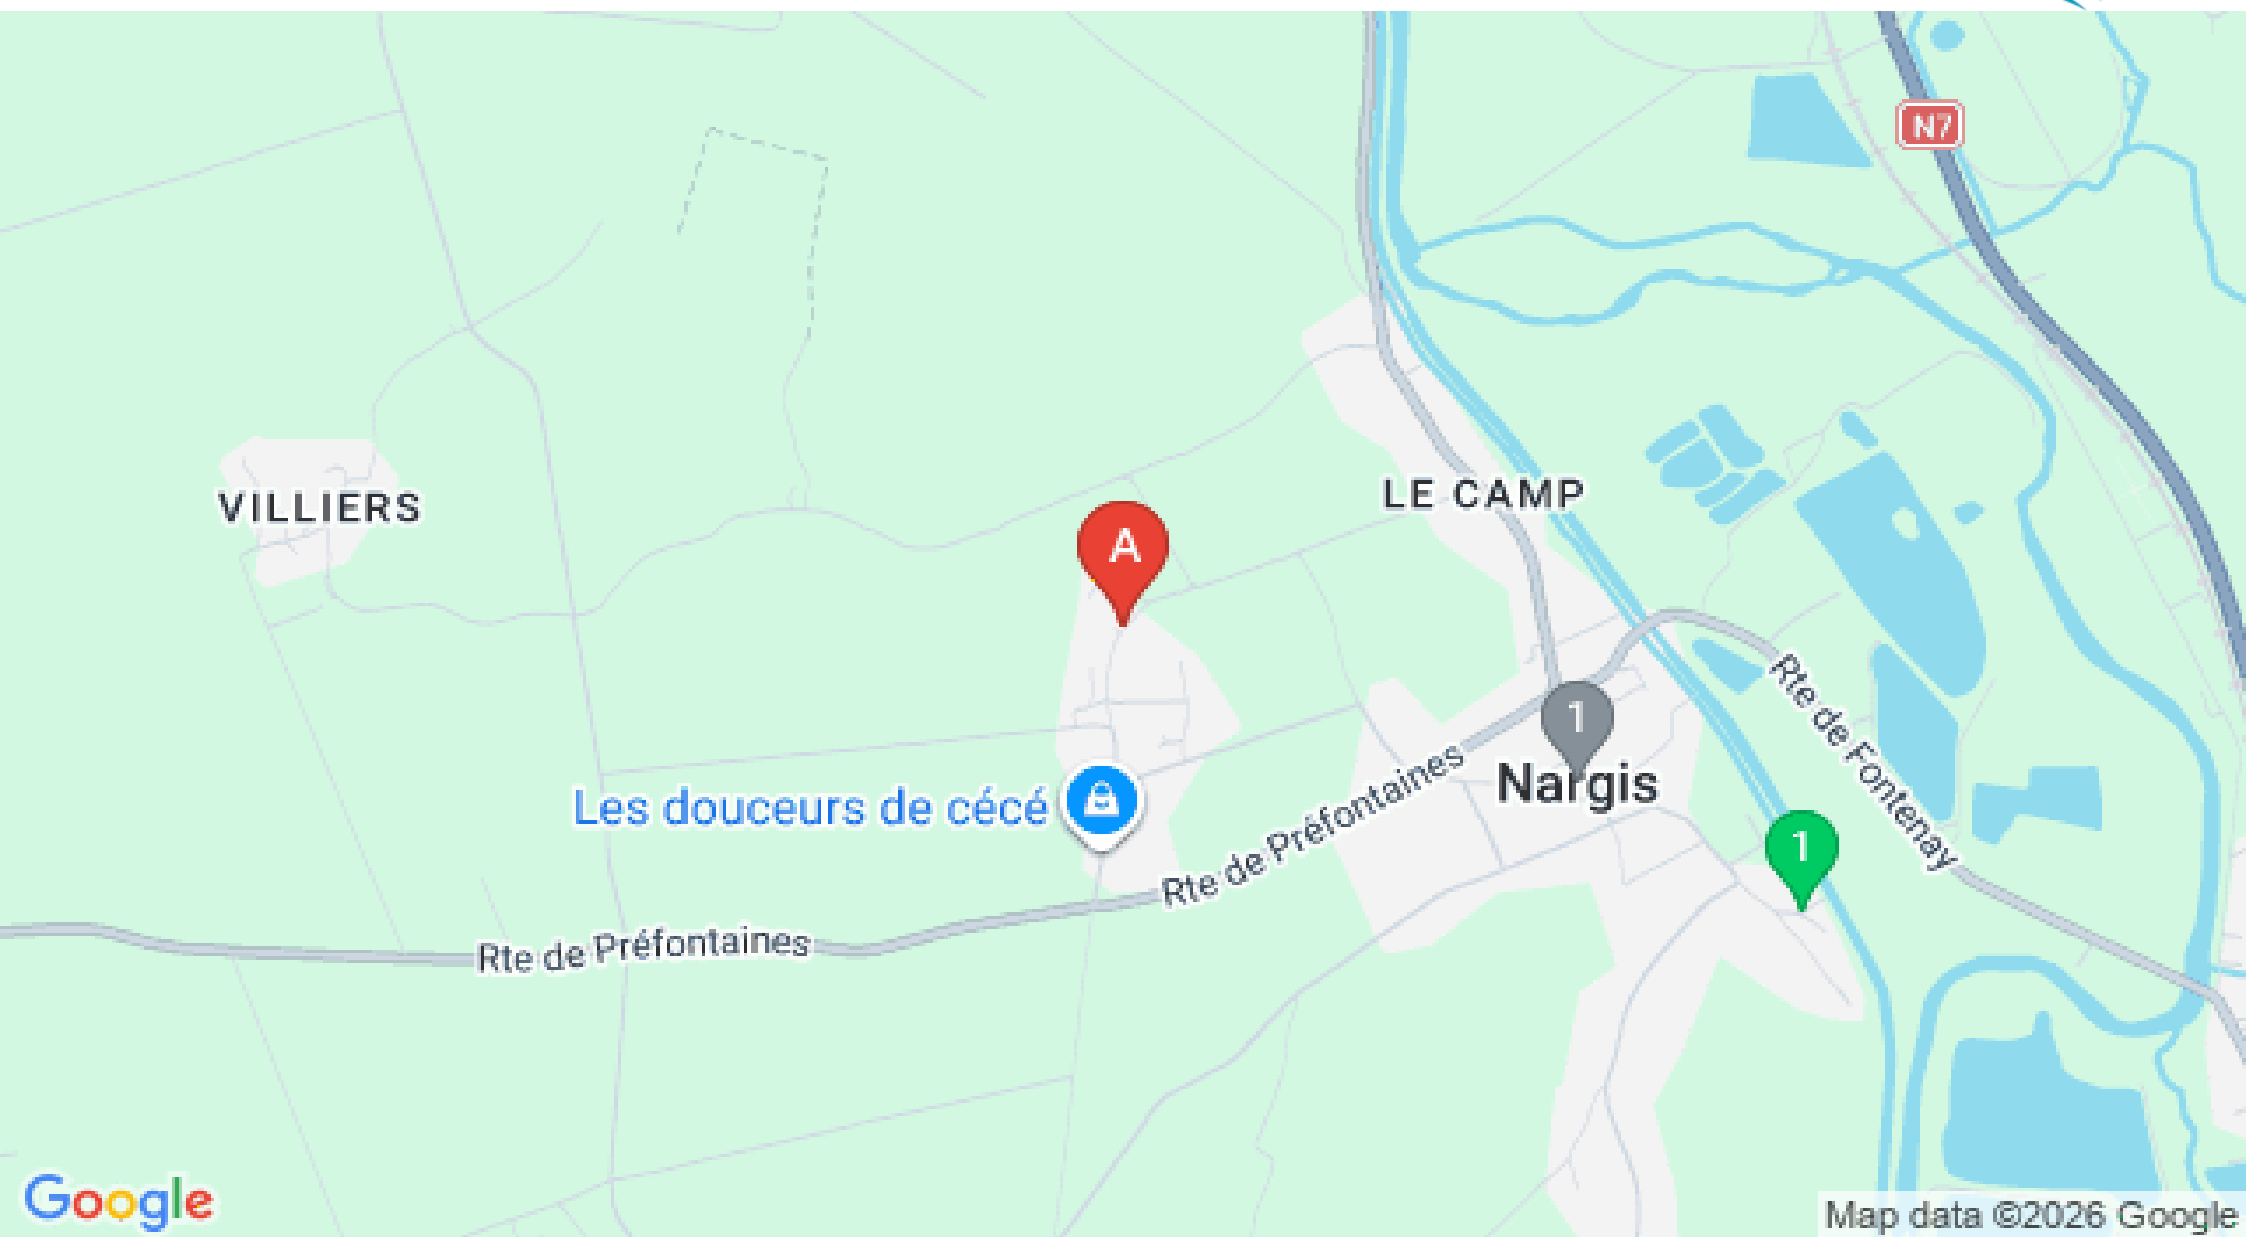 N7
VILLIERS
LE CAMP
A
Rte de Fontenay
1
Nargis
Les douceurs de cécé
Rte de Préfontaines
1
Rte de Préfontaines
Google
Map data ©2026 Google